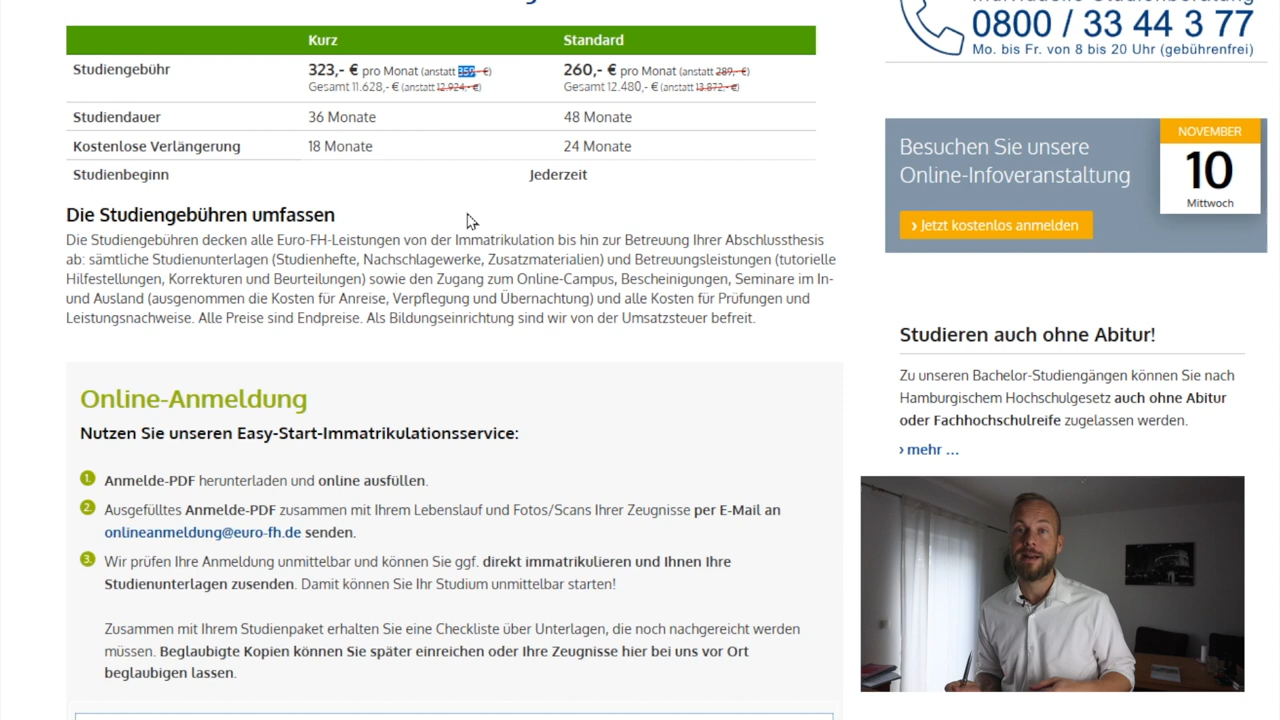 Kurz Standard
Studiengebühr 323,- € pro Monat (anstatt 359,- €) 260,- € pro Monat (anstatt 289,- €)
Gesamt 11.628,- € (anstatt 12.924,- €) Gesamt 12.480,- € (anstatt 13.872,- €)
Studiendauer 36 Monate 48 Monate
Kostenlose Verlängerung 18 Monate 24 Monate
Studienbeginn Jederzeit
Die Studiengebühren umfassen
Die Studiengebühren decken alle Euro-FH-Leistungen von der Immatrikulation bis hin zur Betreuung Ihrer Abschlussthesis
ab: sämtliche Studienunterlagen (Studienhefte, Nachschlagewerke, Zusatzmaterialien) und Betreuungsleistungen (tutorielle
Hilfestellungen, Korrekturen und Beurteilungen) sowie den Zugang zum Online-Campus, Bescheinigungen, Seminare im In-
und Ausland (ausgenommen die Kosten für Anreise, Verpflegung und Übernachtung) und alle Kosten für Prüfungen und
Leistungsnachweise. Alle Preise sind Endpreise. Als Bildungseinrichtung sind wir von der Umsatzsteuer befreit.
Online-Anmeldung
Nutzen Sie unseren Easy-Start-Immatrikulationsservice:
1. Anmelde-PDF herunterladen und online ausfüllen.
2. Ausgefülltes Anmelde-PDF zusammen mit Ihrem Lebenslauf und Fotos/Scans Ihrer Zeugnisse per E-Mail an
onlineanmeldung@euro-fh.de senden.
3. Wir prüfen Ihre Anmeldung unmittelbar und können Sie ggf. direkt immatrikulieren und Ihnen Ihre
Studienunterlagen zusenden. Damit können Sie Ihr Studium unmittelbar starten!
Zusammen mit Ihrem Studienpaket erhalten Sie eine Checkliste über Unterlagen, die noch nachgereicht werden
müssen. Beglaubigte Kopien können Sie später einreichen oder Ihre Zeugnisse hier bei uns vor Ort
beglaubigen lassen.
0800 / 33 44 3 77
Mo. bis Fr. von 8 bis 20 Uhr (gebührenfrei)
Besuchen Sie unsere
Online-Infoveranstaltung
› Jetzt kostenlos anmelden
NOVEMBER
10
Mittwoch
Studieren auch ohne Abitur!
Zu unseren Bachelor-Studiengängen können Sie nach
Hamburgischem Hochschulgesetz auch ohne Abitur
oder Fachhochschulreife zugelassen werden.
› mehr ...